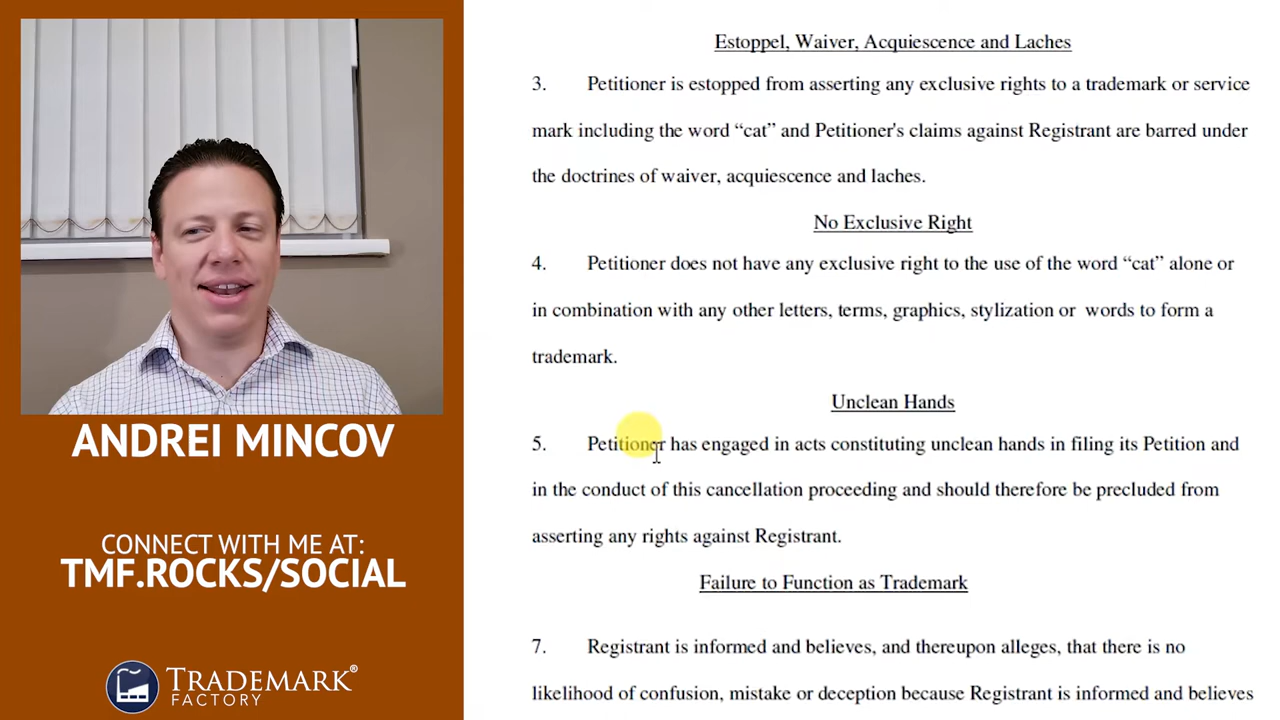 Estoppel, Waiver, Acquiescence and Laches
3. Petitioner is estopped from asserting any exclusive rights to a trademark or service
mark including the word “cat” and Petitioner's claims against Registrant are barred under
the doctrines of waiver, acquiescence and laches.
No Exclusive Right
4. Petitioner does not have any exclusive right to the use of the word “cat” alone or
in combination with any other letters, terms, graphics, stylization or words to form a
trademark.
Unclean Hands
5. Petitioner has engaged in acts constituting unclean hands in filing its Petition and
in the conduct of this cancellation proceeding and should therefore be precluded from
asserting any rights against Registrant.
Failure to Function as Trademark
7. Registrant is informed and believes, and thereupon alleges, that there is no
likelihood of confusion, mistake or deception because Registrant is informed and believes
ANDREI MINCOV
CONNECT WITH ME AT:
TMF.ROCKS/SOCIAL
TRADEMARK®
FACTORY